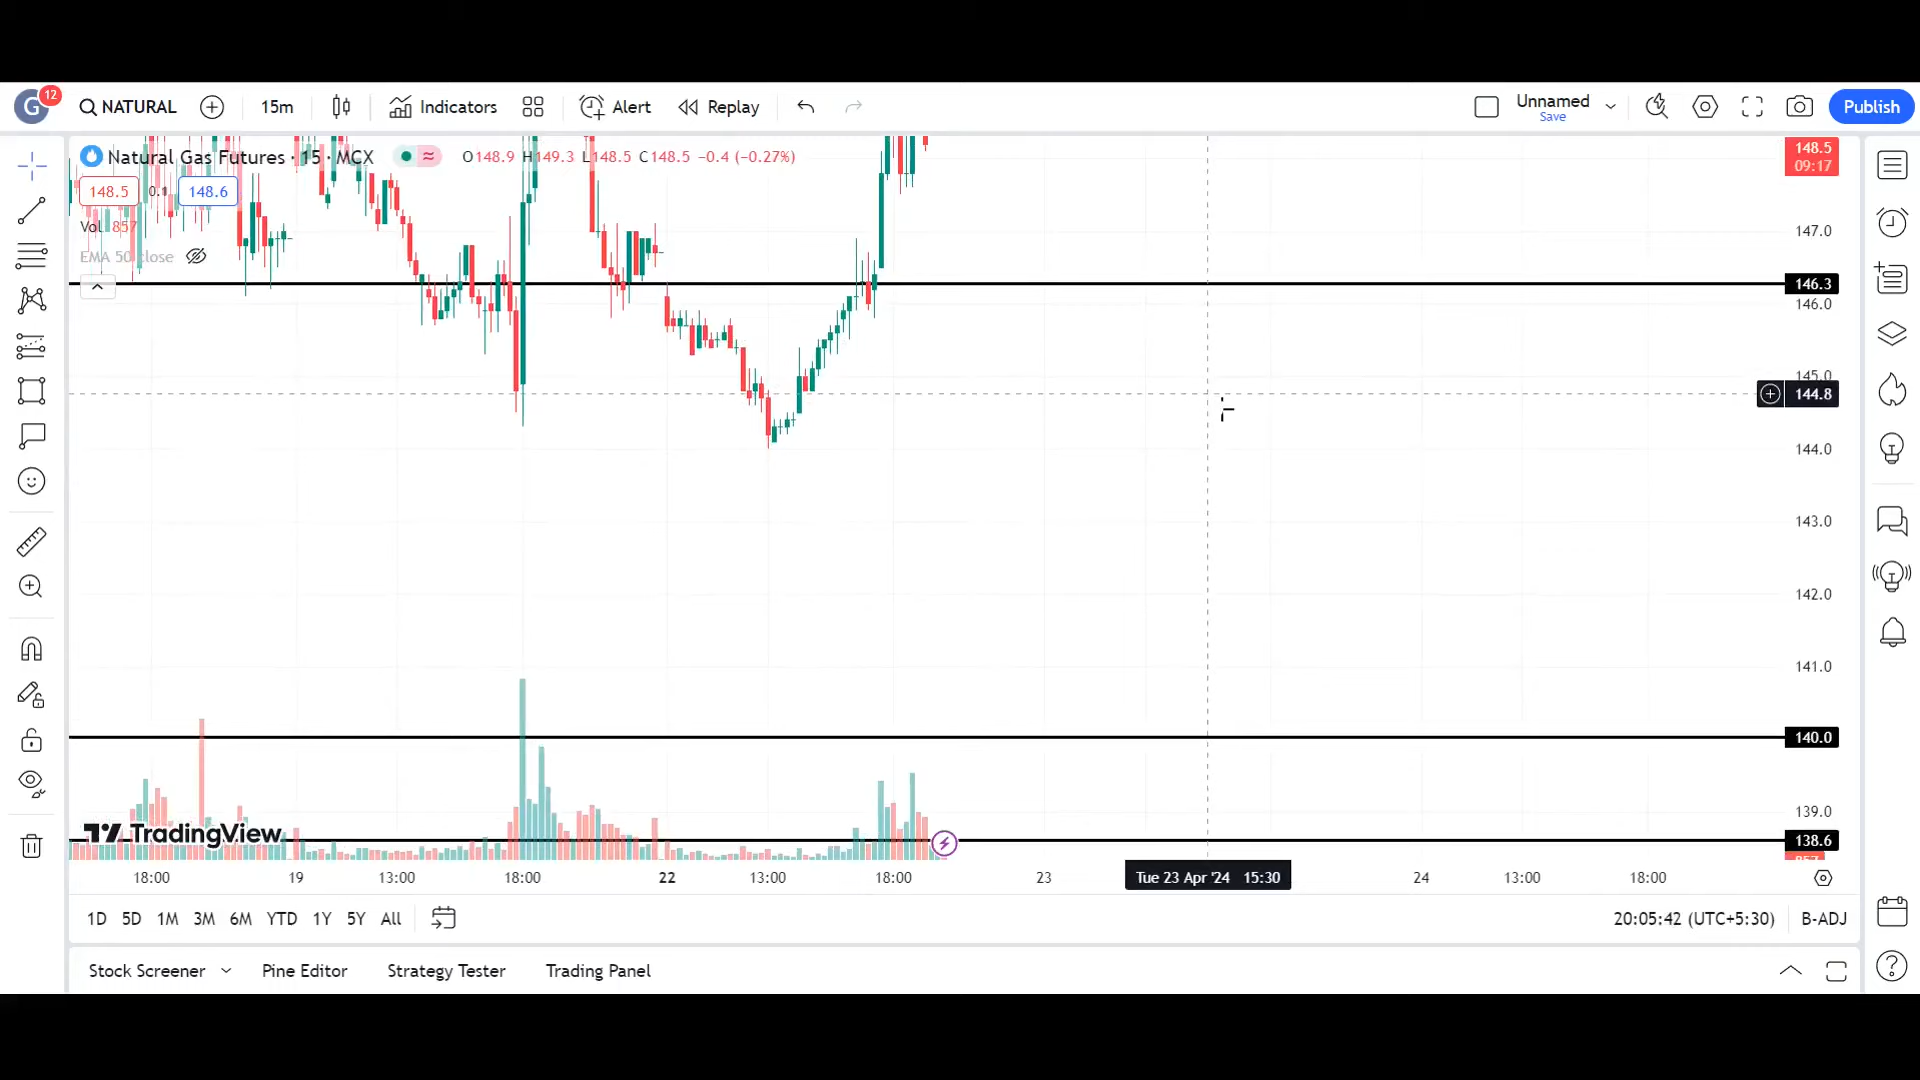 G 12 NATURAL 15m Indicators Alert Replay Unnamed Publish
Save
Natural Gas Futures · 15 · MCX O148.9 H149.3 L148.5 C148.5 −0.4 (−0.27%) 148.5
09:17
148.5 0.1 148.6
Vol 857 147.0
EMA 50 close
146.3
146.0
145.0
144.8
144.0
143.0
142.0
141.0
140.0
139.0
TradingView 138.6
18:00 19 13:00 18:00 22 13:00 18:00 23 Tue 23 Apr '24 15:30 24 13:00 18:00
1D 5D 1M 3M 6M YTD 1Y 5Y All 20:05:42 (UTC+5:30) B-ADJ
Stock Screener Pine Editor Strategy Tester Trading Panel